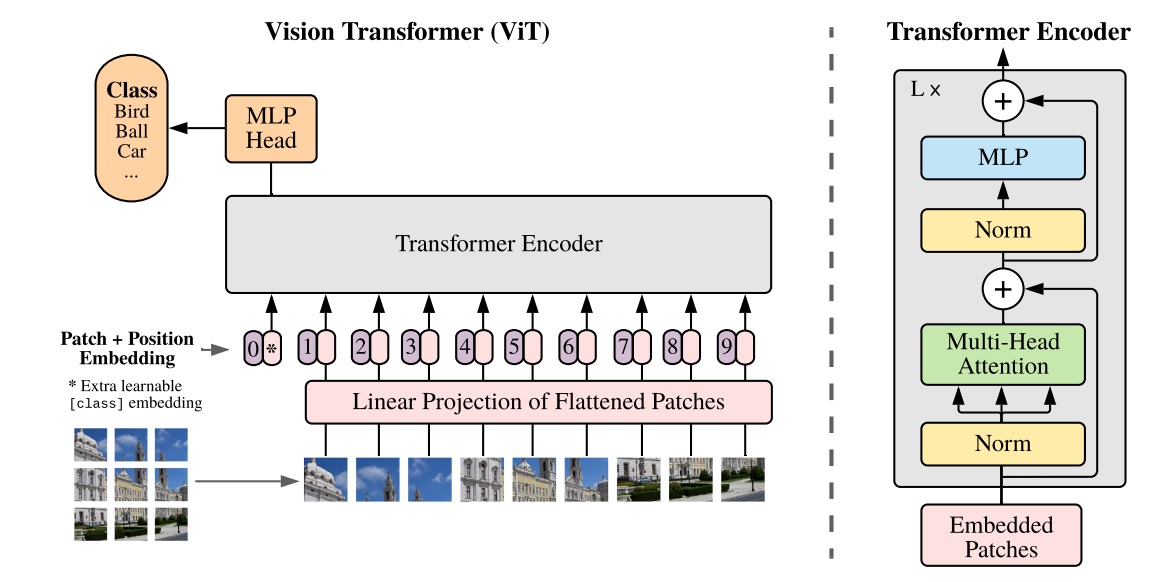 Vision Transformer (ViT)
Class
Bird
Ball
Car
...
MLP
Head
Transformer Encoder
Patch + Position
Embedding
0 * 1 2 3 4 5 6 7 8 9
* Extra learnable
[class] embedding
Linear Projection of Flattened Patches
Transformer Encoder
L ×
+
MLP
Norm
+
Multi-Head
Attention
Norm
Embedded
Patches